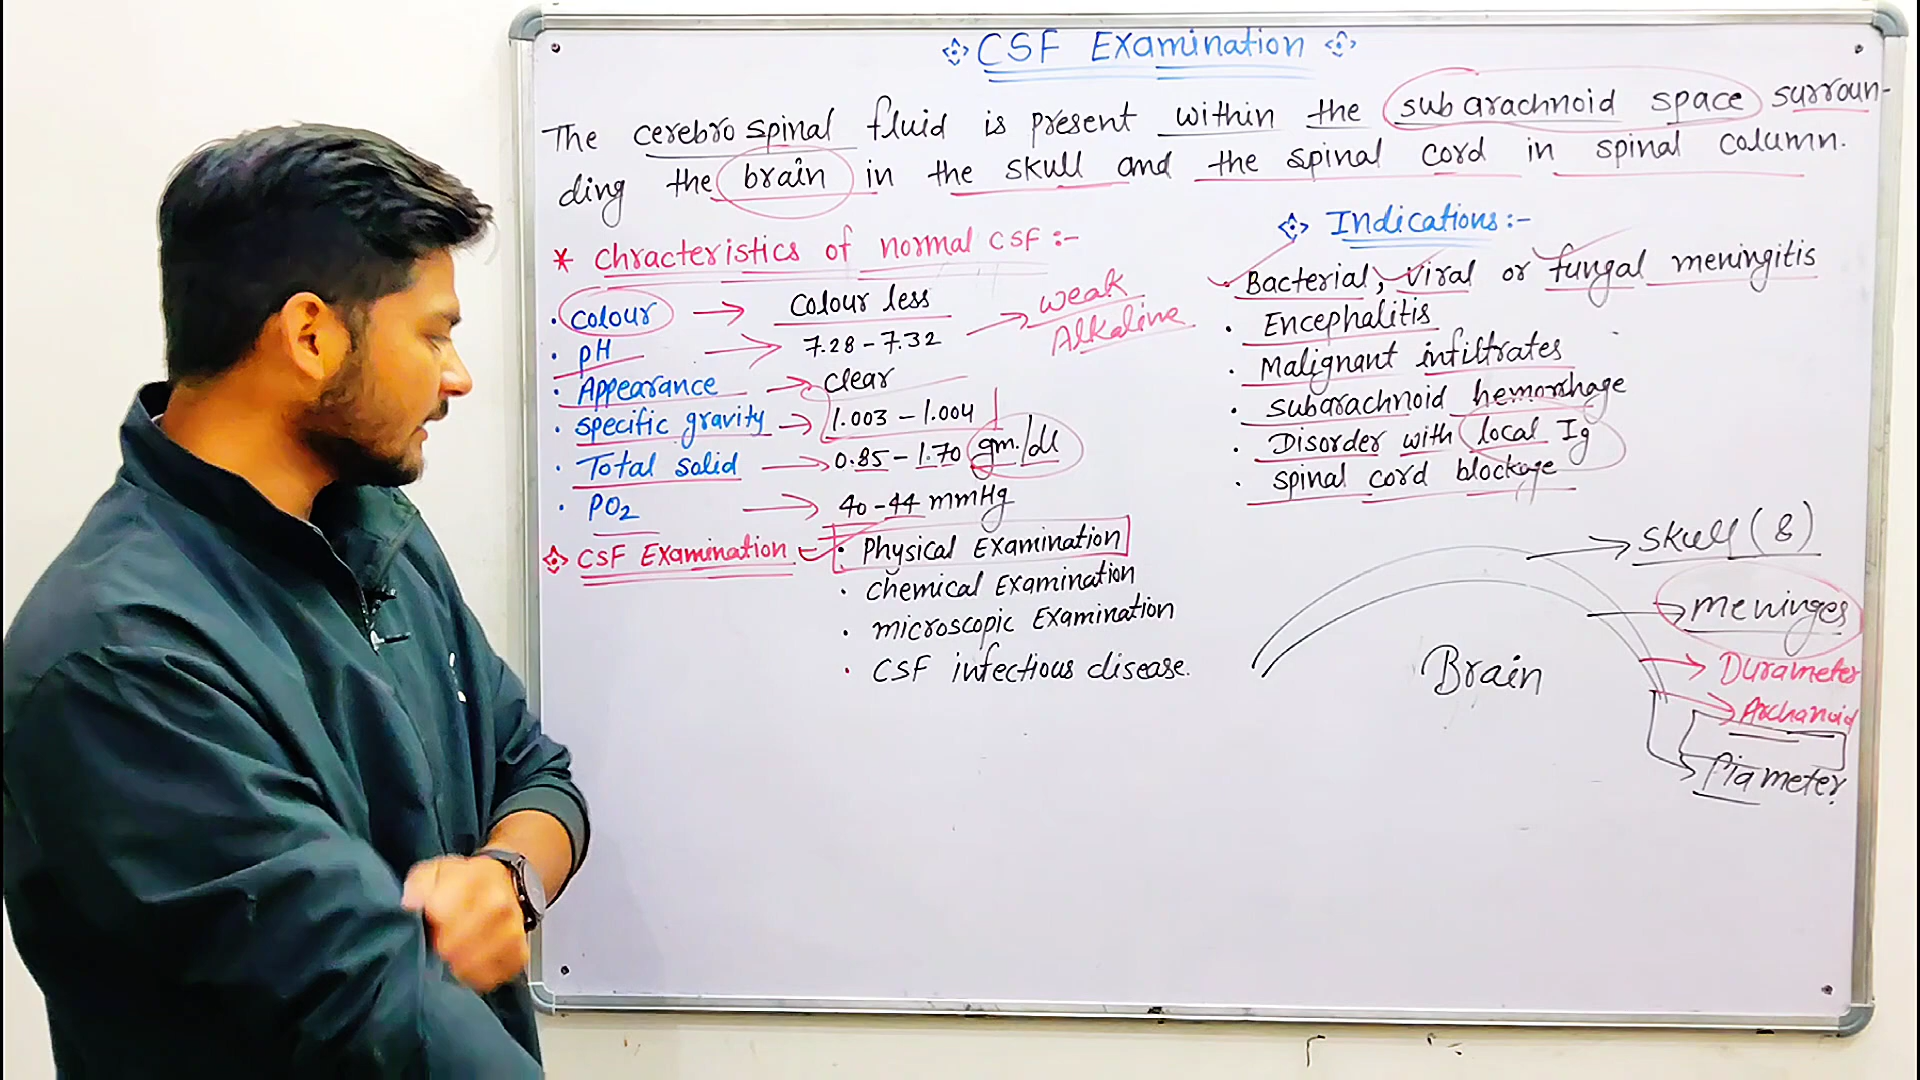 CSF Examination
The cerebro spinal fluid is present within the sub arachnoid space surroun-
ding the brain in the skull and the spinal cord in spinal column.
* Chracteristics of normal CSF :-
• Colour → Colour less
• pH → 7.28 – 7.32 → weak
Alkaline
• Appearance → clear
• specific gravity → 1.003 – 1.004
• Total solid → 0.85 – 1.70 gm./dl
• PO2 → 40 – 44 mmHg
CSF Examination
• Physical Examination
• chemical Examination
• microscopic Examination
• CSF infectious disease.
Indications :-
Bacterial, viral or fungal meningitis
• Encephalitis
• Malignant infiltrates
• subarachnoid hemorrhage
• Disorder with local Ig
• spinal cord blockage
→ Skull (8)
→ meninges
Brain
→ Durameter
→ Archanoid
→ Piameter